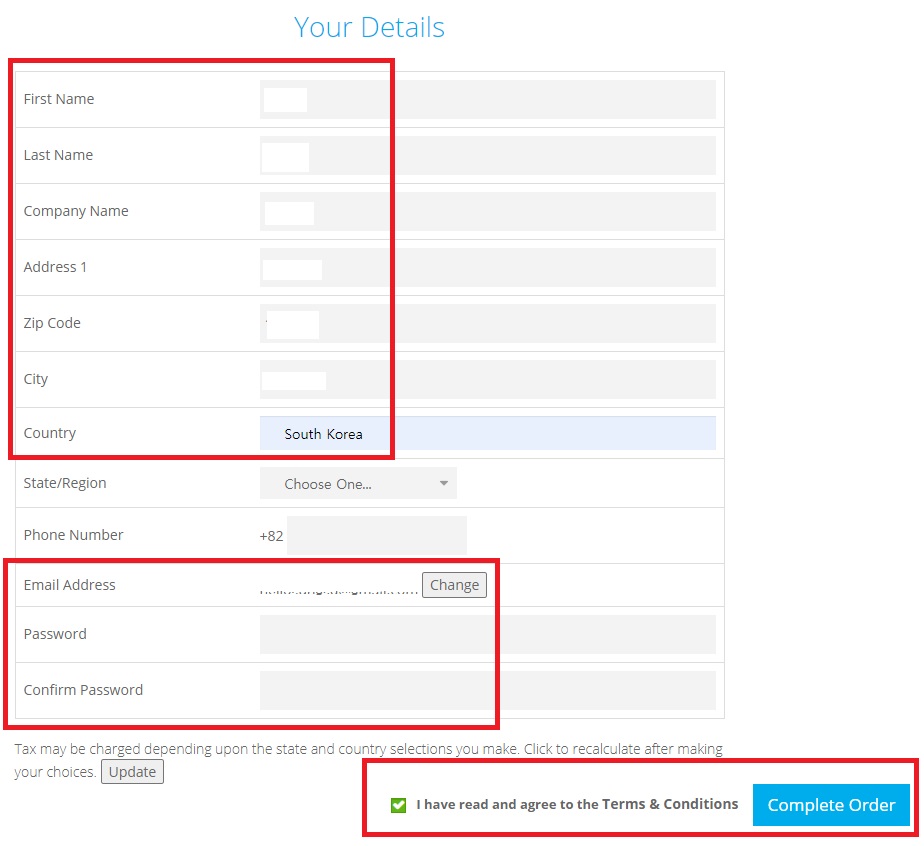 Your Details
First Name
Last Name
Company Name
Address 1
Zip Code
City
Country South Korea
State/Region Choose One...
Phone Number +82
Email Address Change
Password
Confirm Password
Tax may be charged depending upon the state and country selections you make. Click to recalculate after making
your choices. Update
I have read and agree to the Terms & Conditions Complete Order